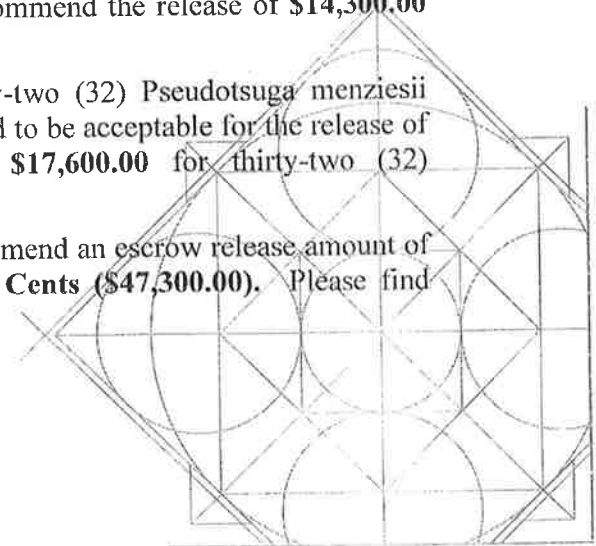 ommend the release of $14,300.00
-two (32) Pseudotsuga menziesii
d to be acceptable for the release of
$17,600.00 for thirty-two (32)
mend an escrow release amount of
Cents ($47,300.00). Please find